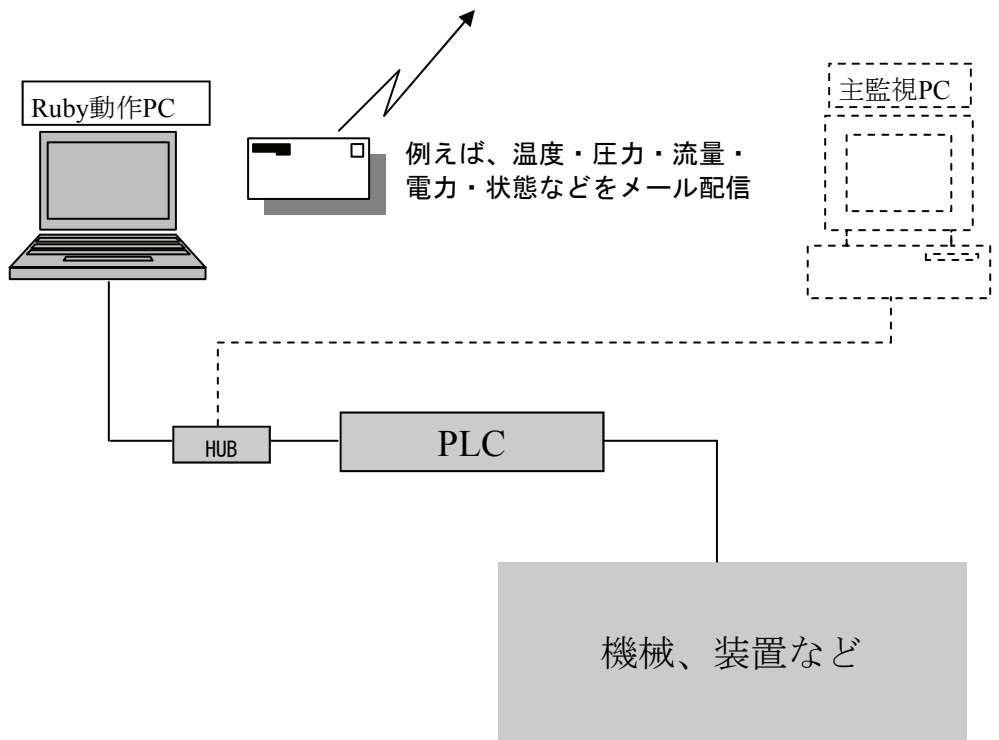 Ruby動作PC
主監視PC
例えば、温度・圧力・流量・
電力・状態などをメール配信
HUB
PLC
機械、装置など